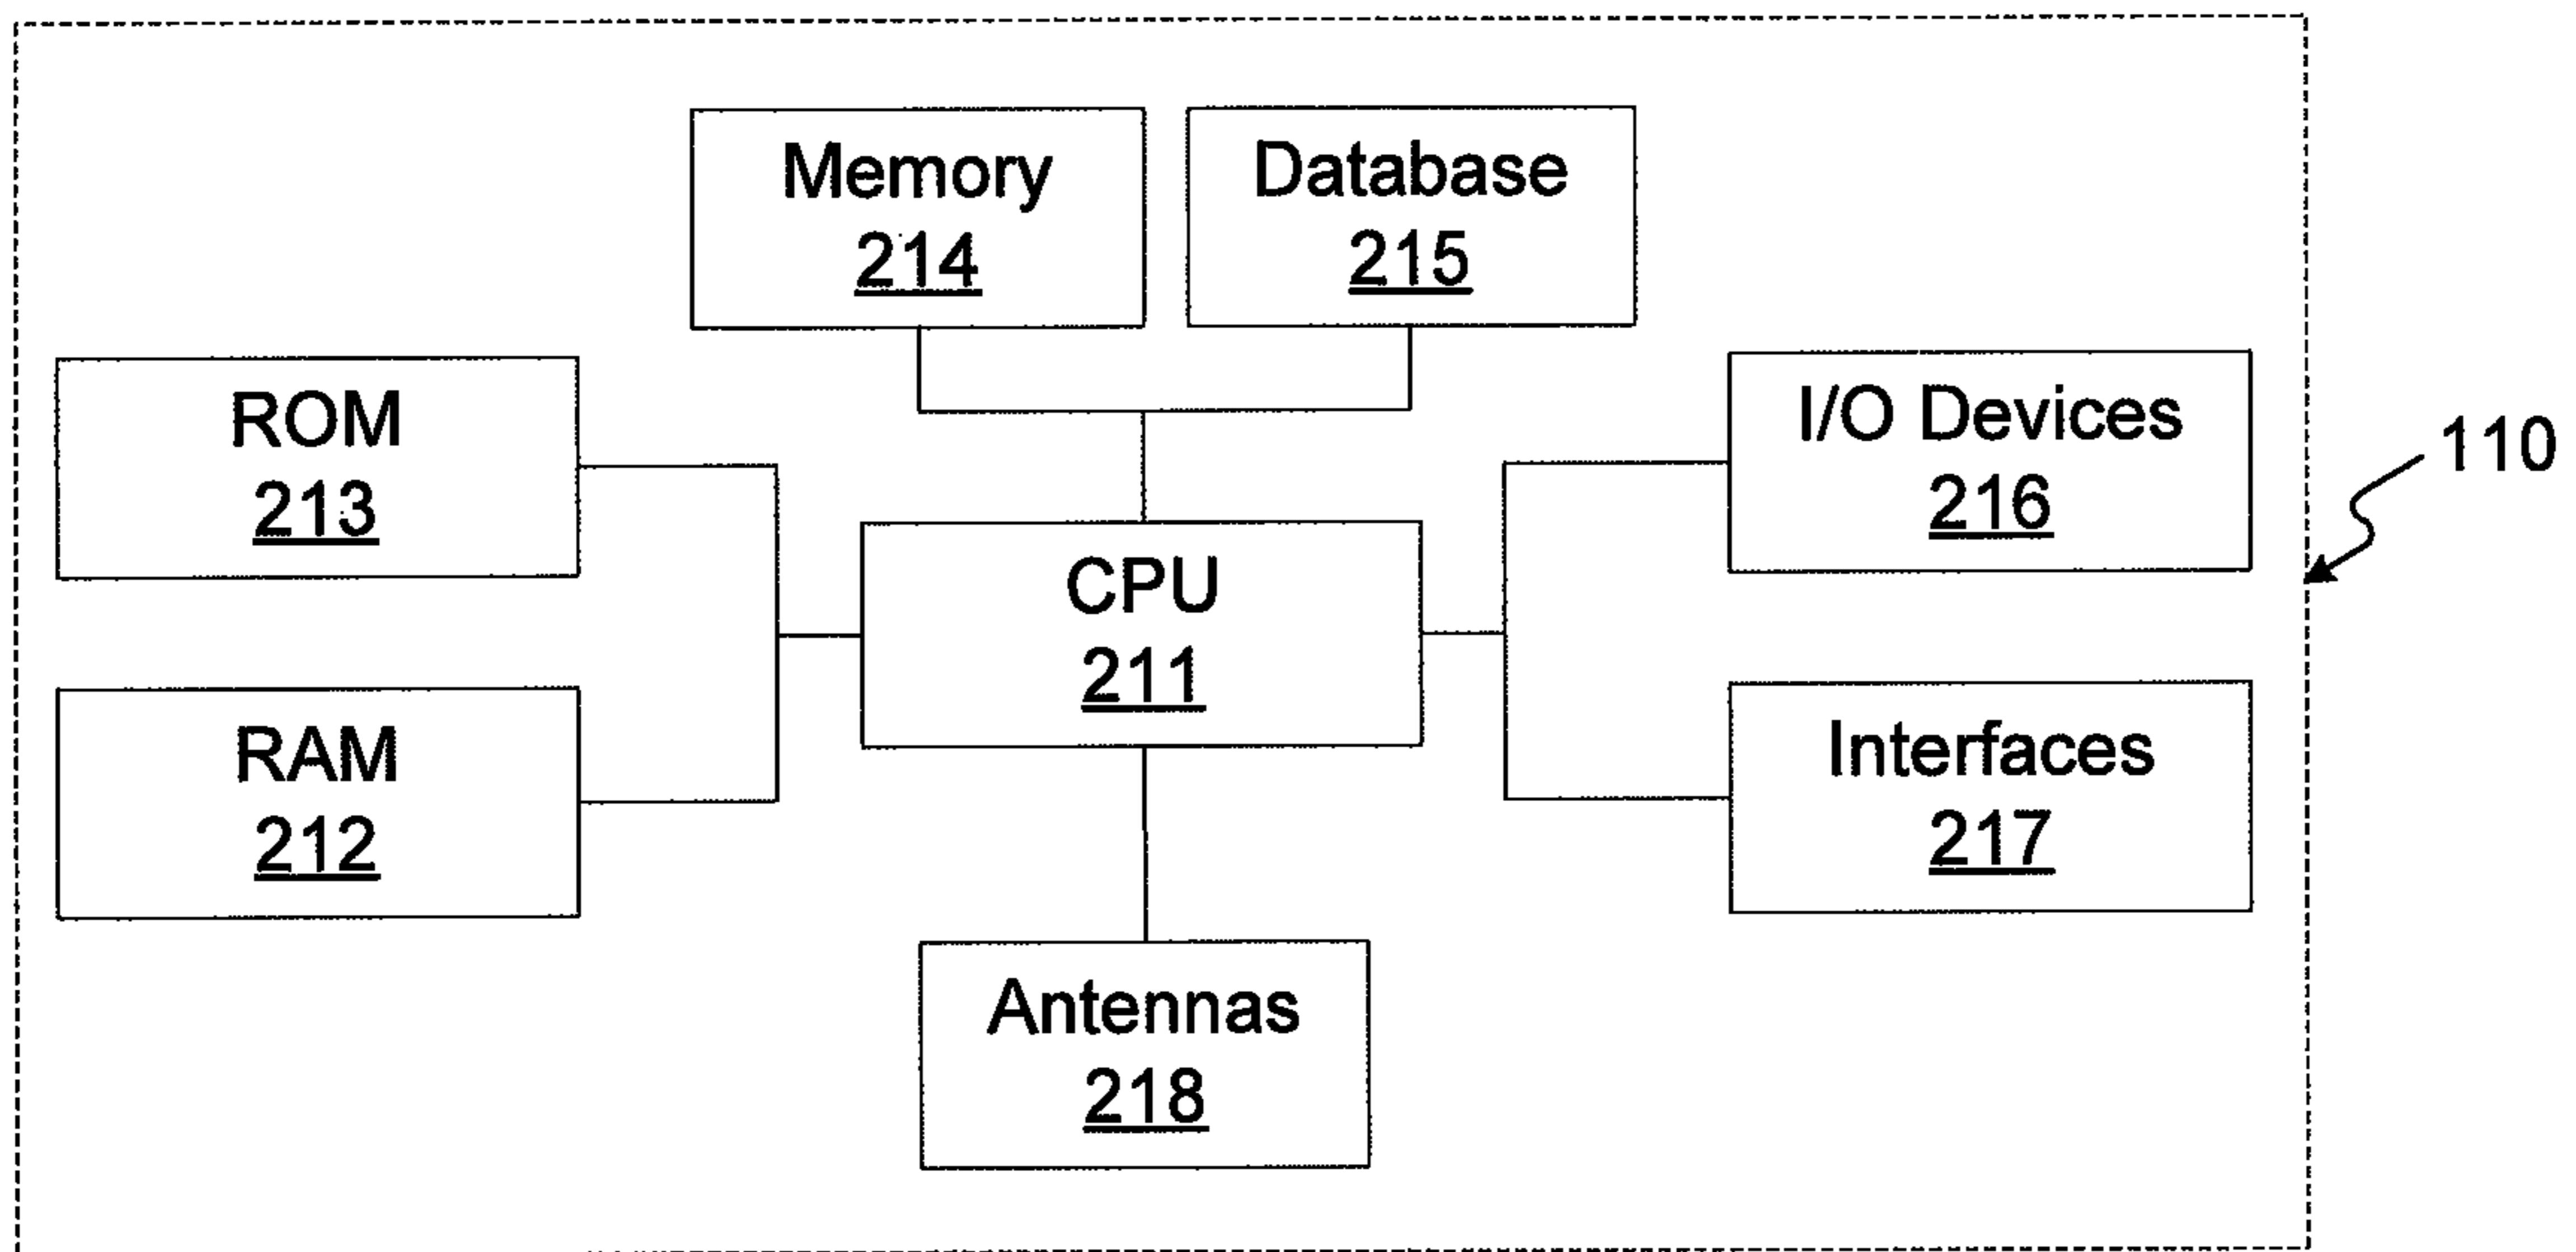 Memory
214
Database
215
ROM
213
I/O Devices
216
110
CPU
211
RAM
212
Interfaces
217
Antennas
218